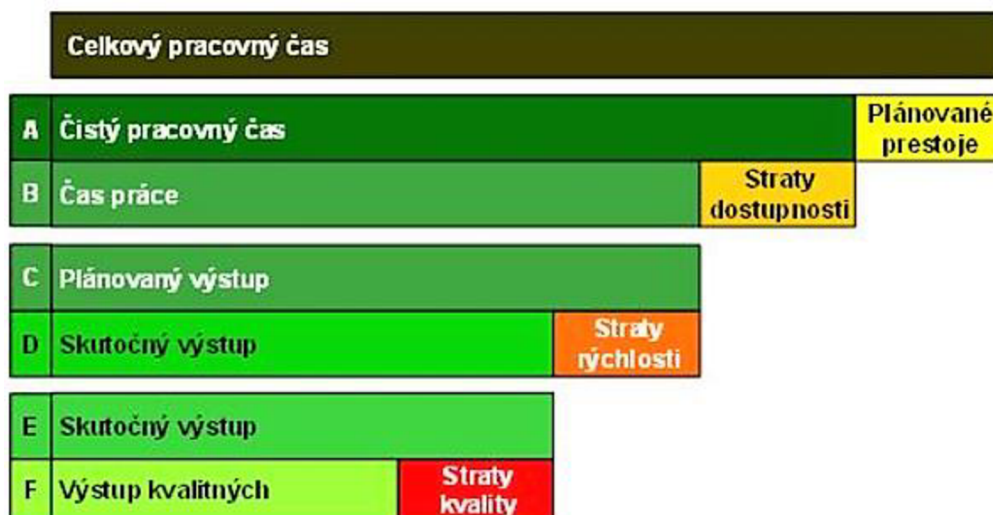 Celkový pracovný čas
A Čistý pracovný čas Plánované
prestoje
B Čas práce Straty
dostupnosti
C Plánovaný výstup
D Skutočný výstup Straty
rýchlosti
E Skutočný výstup
F Výstup kvalitných Straty
kvality